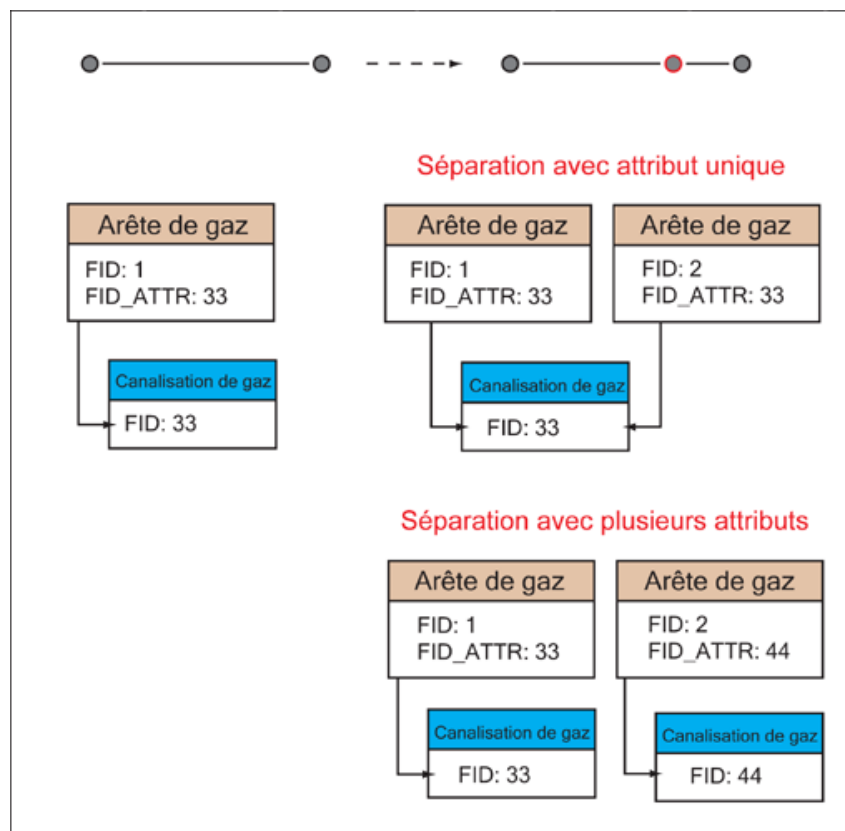 Séparation avec attribut unique
Arête de gaz
FID: 1
FID_ATTR: 33
Canalisation de gaz
FID: 33
Arête de gaz
FID: 1
FID_ATTR: 33
Arête de gaz
FID: 2
FID_ATTR: 33
Canalisation de gaz
FID: 33
Séparation avec plusieurs attributs
Arête de gaz
FID: 1
FID_ATTR: 33
Arête de gaz
FID: 2
FID_ATTR: 44
Canalisation de gaz
FID: 33
Canalisation de gaz
FID: 44